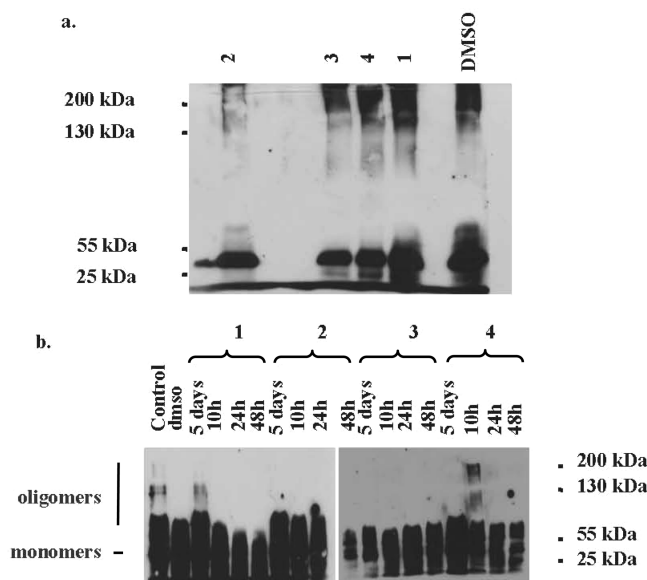 a.
2 3 4 1 DMSO
200 kDa
130 kDa
55 kDa
25 kDa
b.
1 2 3 4
Control dmso 5 days 10h 24h 48h 5 days 10h 24h 48h 5 days 10h 24h 48h 5 days 10h 24h 48h
oligomers
monomers
200 kDa
130 kDa
55 kDa
25 kDa